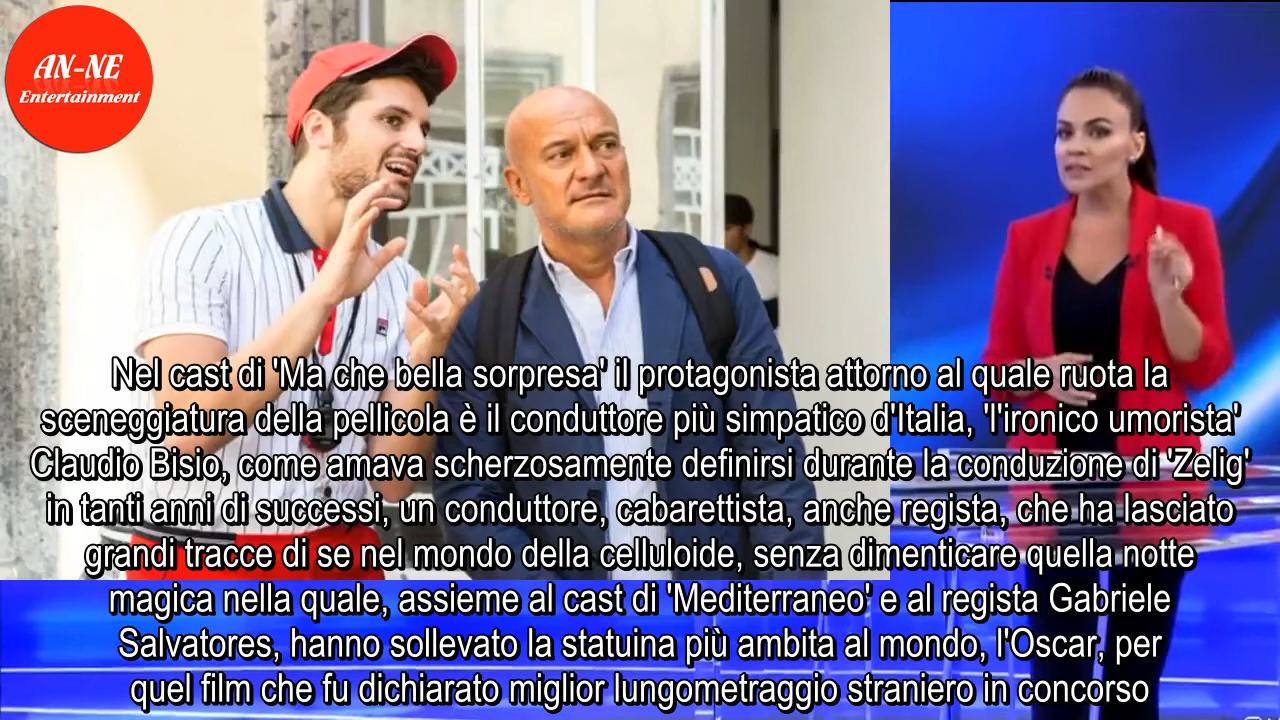 AN-NE
Entertainment
Nel cast di 'Ma che bella sorpresa' il protagonista attorno al quale ruota la
sceneggiatura della pellicola è il conduttore più simpatico d'Italia, 'l'ironico umorista'
Claudio Bisio, come amava scherzosamente definirsi durante la conduzione di 'Zelig'
in tanti anni di successi, un conduttore, cabarettista, anche regista, che ha lasciato
grandi tracce di se nel mondo della celluloide, senza dimenticare quella notte
magica nella quale, assieme al cast di 'Mediterraneo' e al regista Gabriele
Salvatores, hanno sollevato la statuina più ambita al mondo, l'Oscar, per
quel film che fu dichiarato miglior lungometraggio straniero in concorso